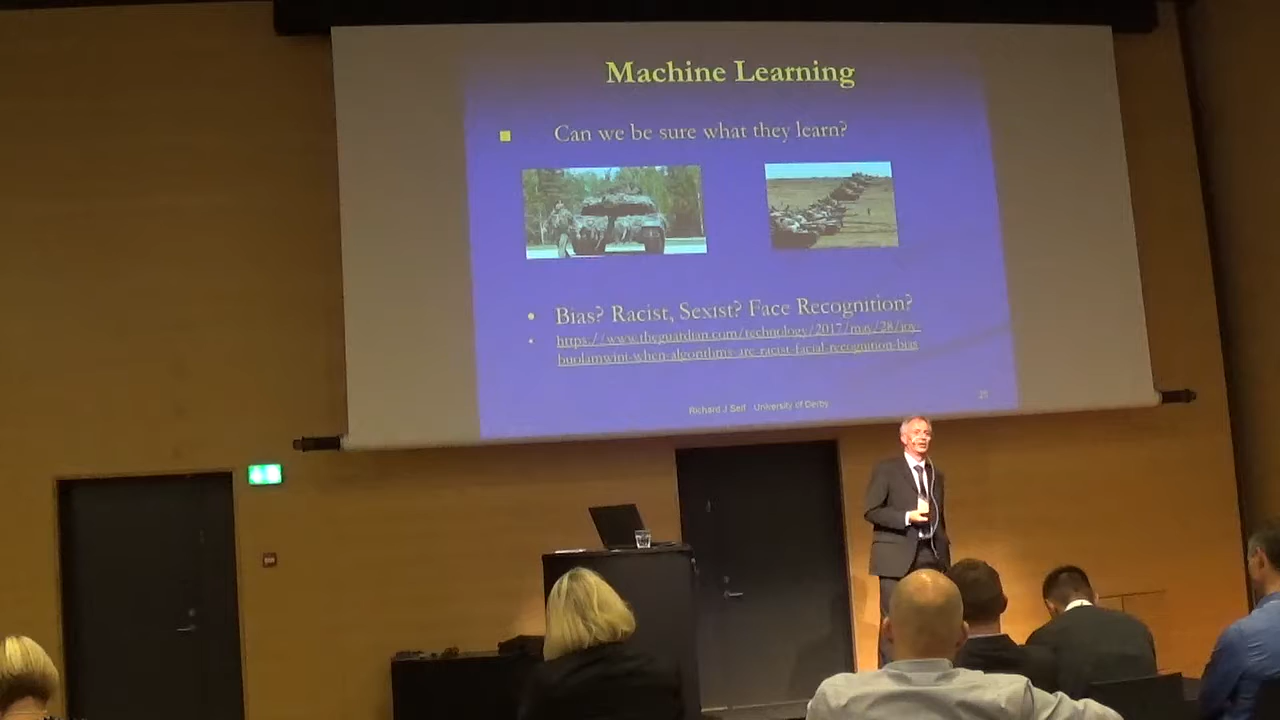 Machine Learning
Can we be sure what they learn?
Bias? Racist, Sexist? Face Recognition?
https://www.theguardian.com/technology/2017/may/28/joy-
buolamwini-when-algorithms-are-racist-facial-recognition-bias
Richard J Self University of Derby